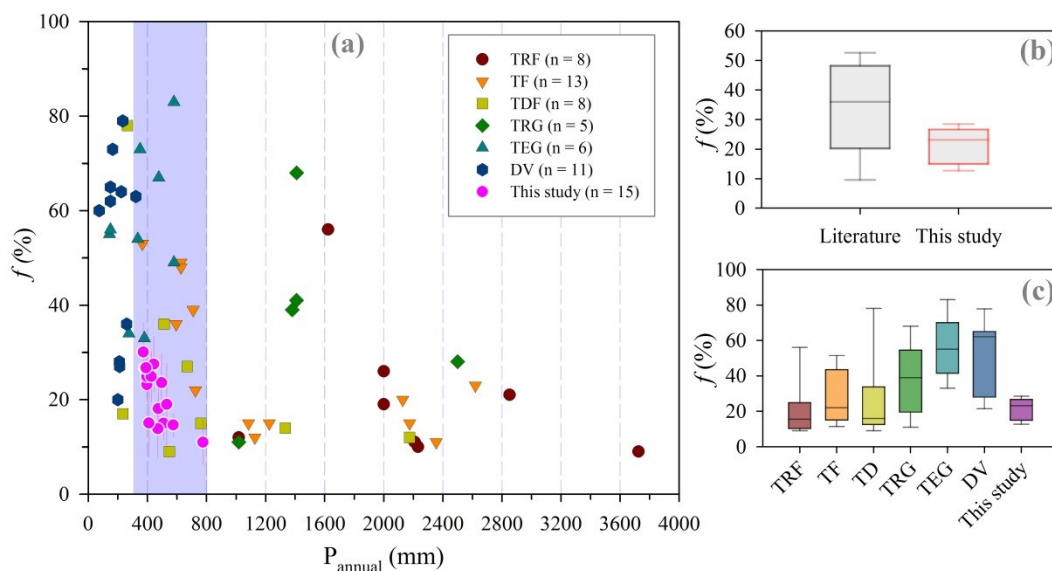 (a)
100
80
60
40
20
0
f (%)
0 400 800 1200 1600 2000 2400 2800 3200 3600 4000
P_annual (mm)
TRF (n = 8)
TF (n = 13)
TDF (n = 8)
TRG (n = 5)
TEG (n = 6)
DV (n = 11)
This study (n = 15)
(b)
60
50
40
30
20
10
0
f (%)
Literature This study
(c)
100
80
60
40
20
0
f (%)
TRF TF TD TRG TEG DV This study